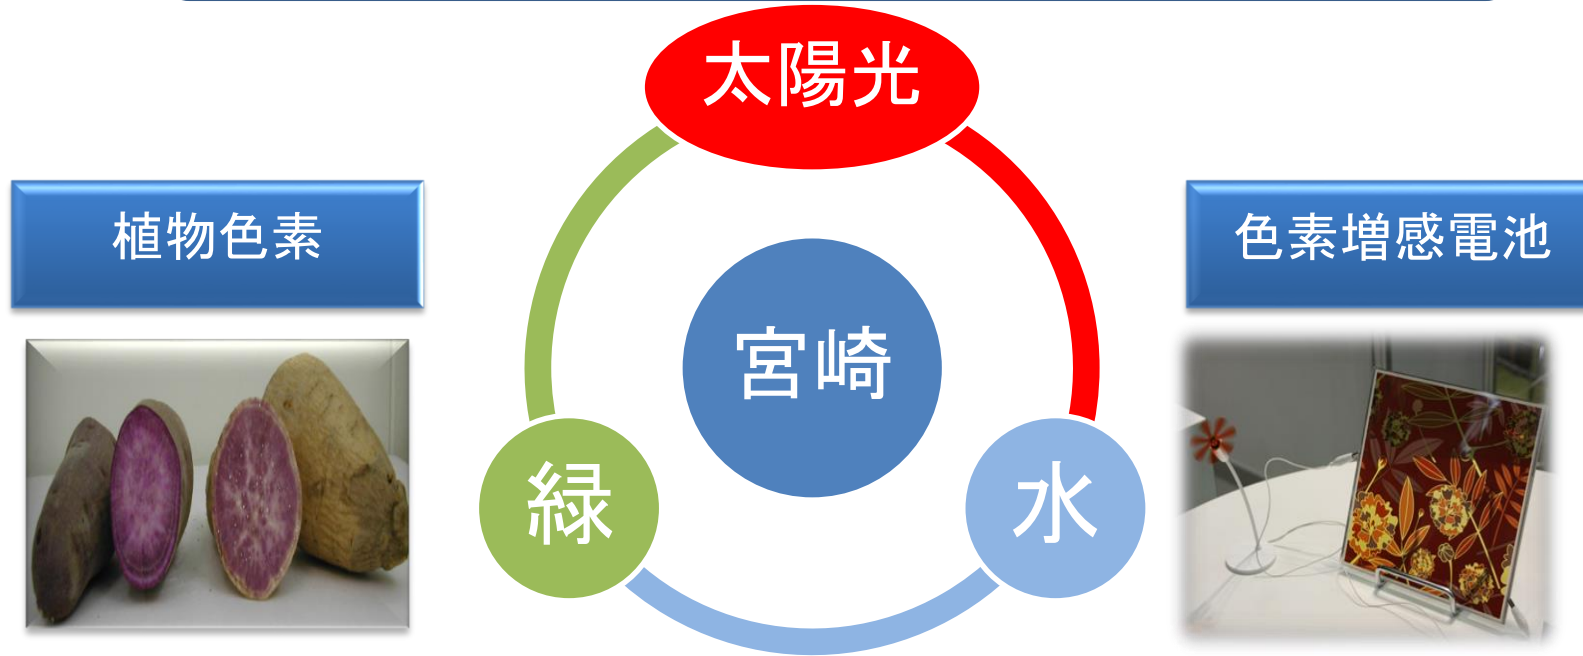 太陽光
植物色素
色素増感電池
宮崎
緑
水